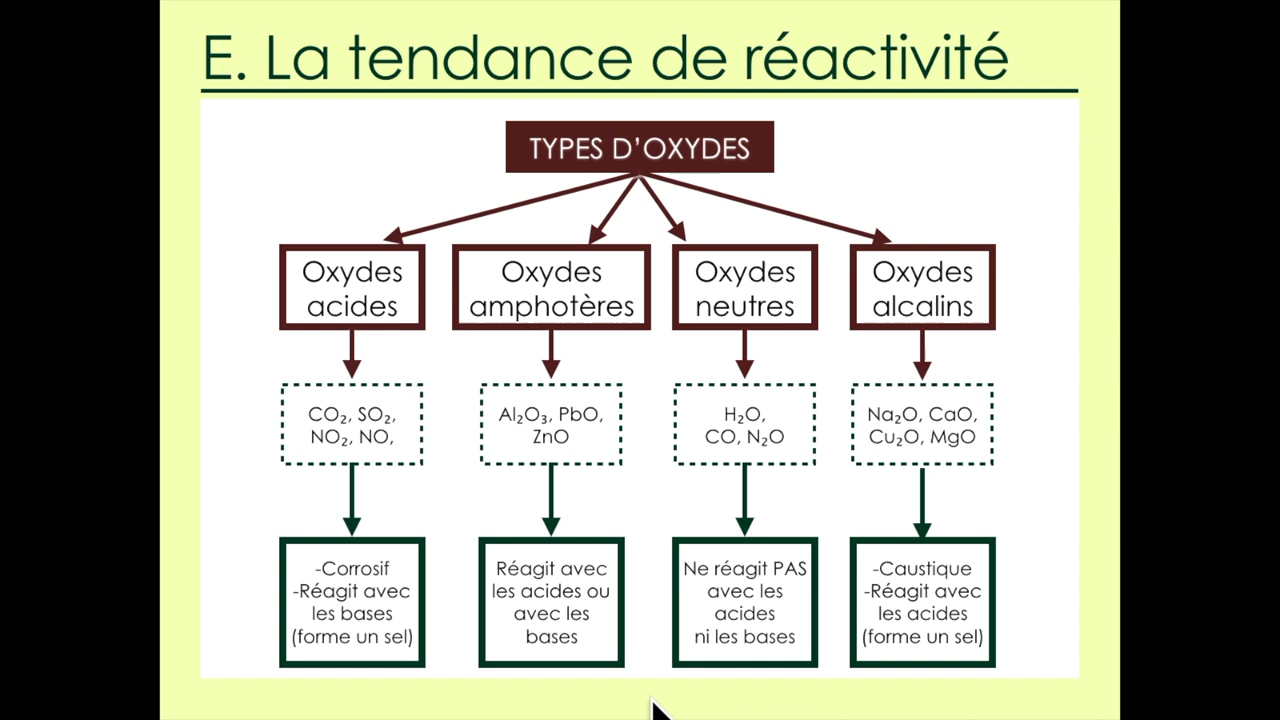 E. La tendance de réactivité
TYPES D’OXYDES
Oxydes
acides
Oxydes
amphotères
Oxydes
neutres
Oxydes
alcalins
CO₂, SO₂,
NO₂, NO,
Al₂O₃, PbO,
ZnO
H₂O,
CO, N₂O
Na₂O, CaO,
Cu₂O, MgO
-Corrosif
-Réagit avec
les bases
(forme un sel)
Réagit avec
les acides ou
avec les
bases
Ne réagit PAS
avec les
acides
ni les bases
-Caustique
-Réagit avec
les acides
(forme un sel)